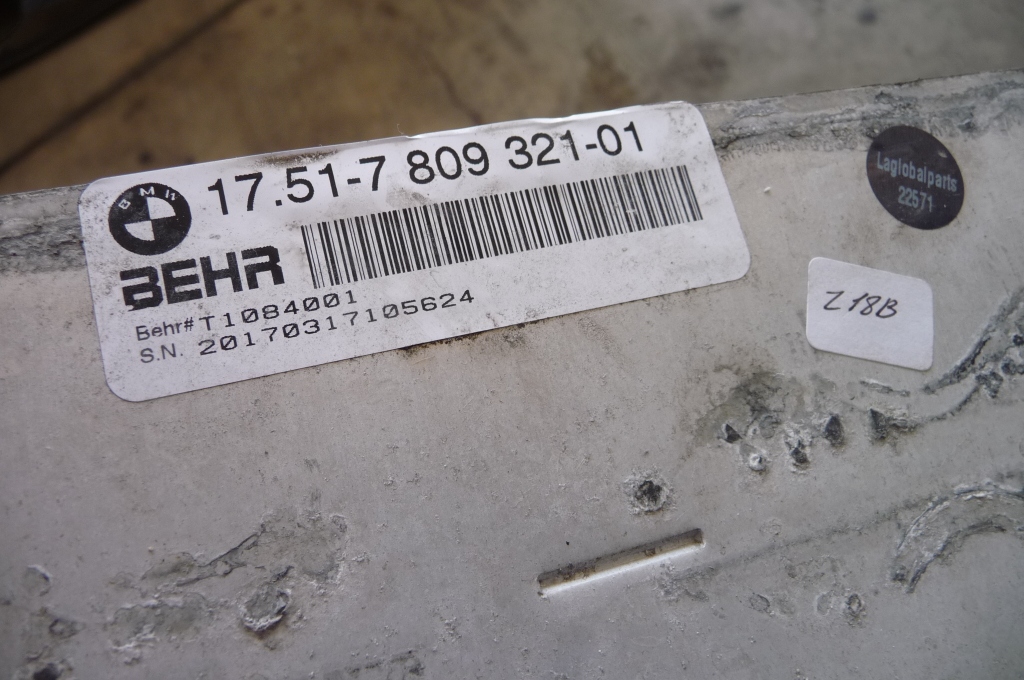 BMW
17.51-7 809 321-01
BEHR
Behr# T1084001
S.N. 20170317105624
Laglobalparts
22571
Z18B